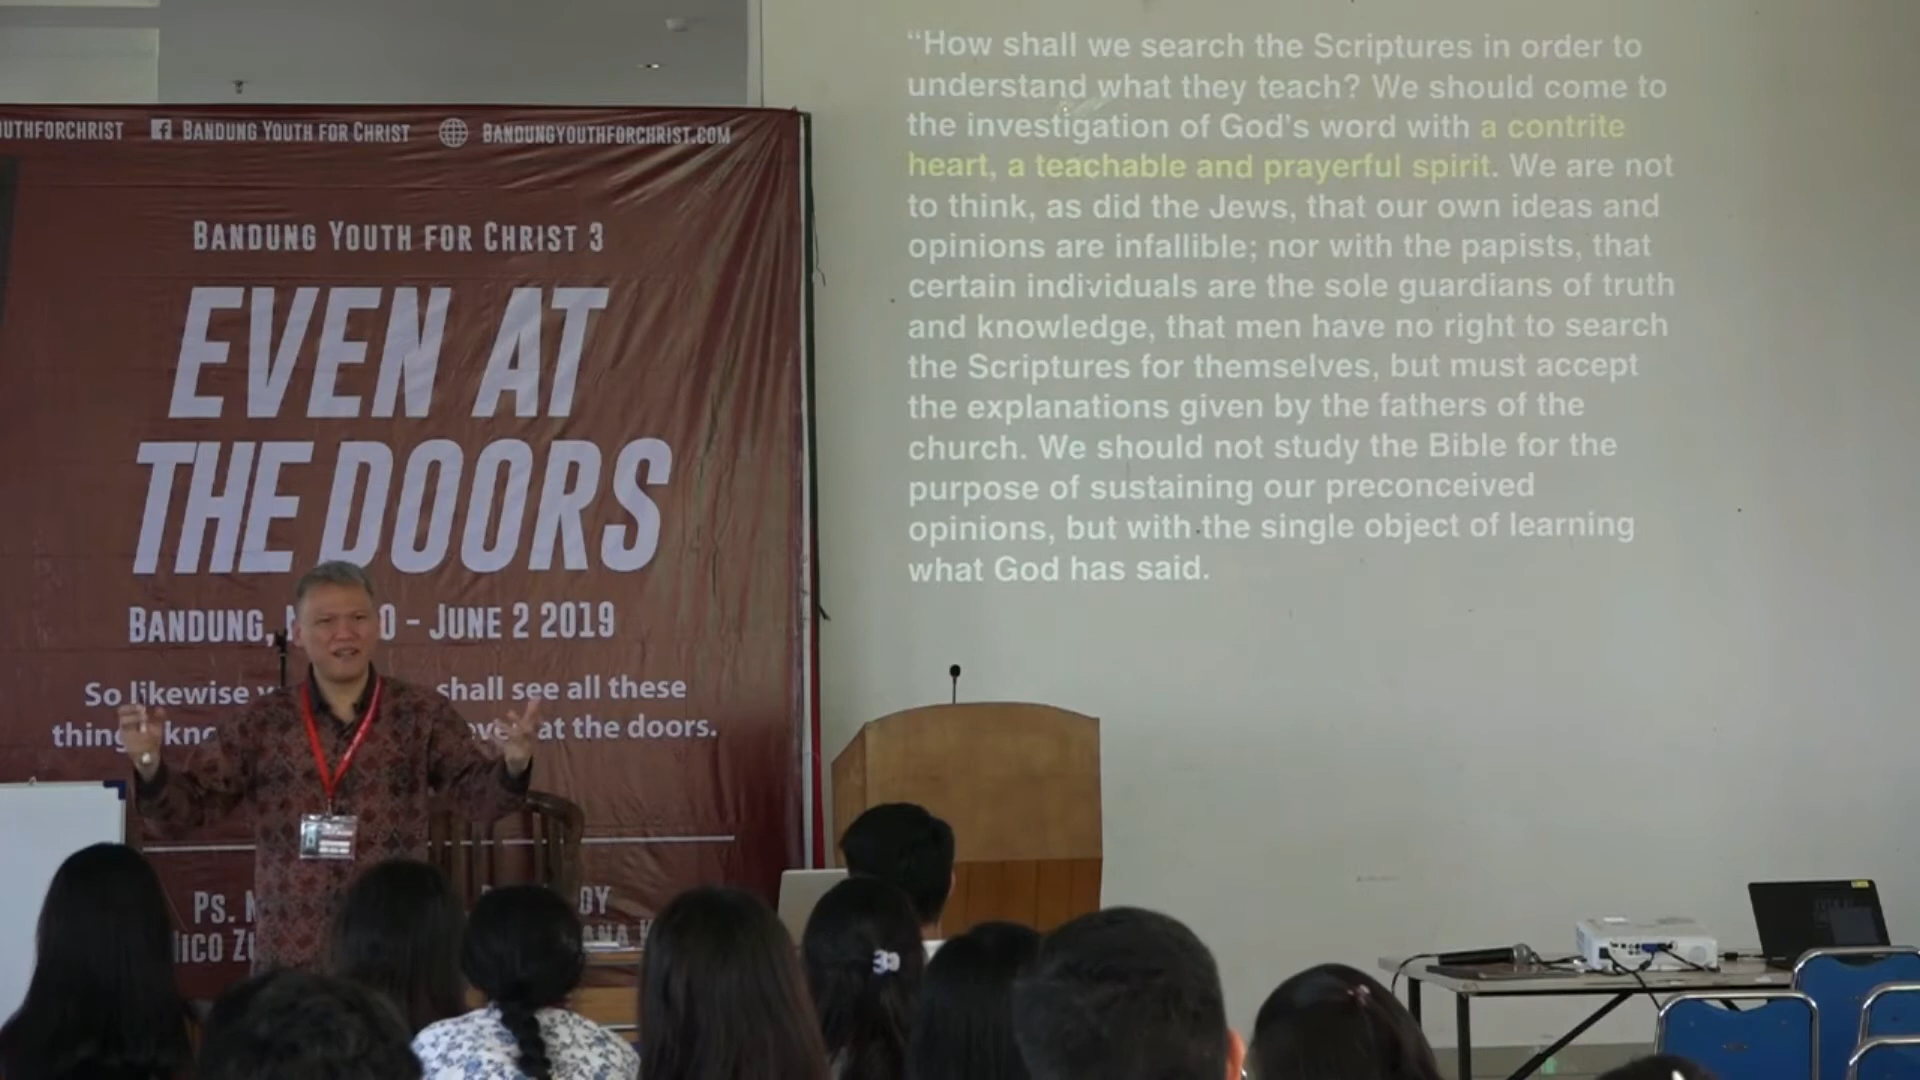 BANDUNG YOUTH FOR CHRIST
BANDUNGYOUTHFORCHRIST.COM
BANDUNG YOUTH FOR CHRIST 3
EVEN AT
THE DOORS
BANDUNG, 0 - JUNE 2 2019
So likewise shall see all these
at the doors.
Ps.
“How shall we search the Scriptures in order to
understand what they teach? We should come to
the investigation of God's word with a contrite
heart, a teachable and prayerful spirit. We are not
to think, as did the Jews, that our own ideas and
opinions are infallible; nor with the papists, that
certain individuals are the sole guardians of truth
and knowledge, that men have no right to search
the Scriptures for themselves, but must accept
the explanations given by the fathers of the
church. We should not study the Bible for the
purpose of sustaining our preconceived
opinions, but with the single object of learning
what God has said.